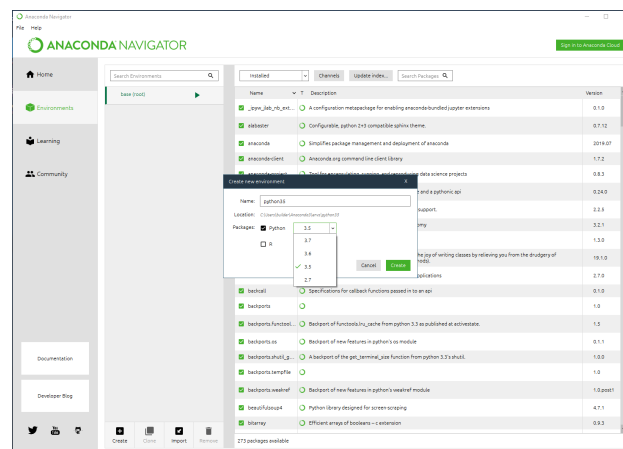 Anaconda Navigator
File Help
ANACONDA NAVIGATOR
Sign in to Anaconda Cloud
Home
Environments
Learning
Community
Documentation
Developer Blog
Search Environments
base (root)
Create Clone Import Remove
Installed Channels Update index... Search Packages
Name T Description Version
_ipyw_jlab_nb_ext... A configuration metapackage for enabling anaconda-bundled jupyter extensions 0.1.0
alabaster Configurable, python 2+3 compatible sphinx theme. 0.7.12
anaconda Simplifies package management and deployment of anaconda 2019.07
anaconda-client Anaconda.org command line client library 1.7.2
anaconda-project Tool for encapsulating, running, and reproducing data science projects 0.8.3
and a pythonic api 0.24.0
support. 2.2.5
3.2.1
1.3.0
the joy of writing classes by relieving you from the drudgery of 19.1.0
2.7.0
Create new environment X
Name: python35
Location:
Packages: Python 3.5
R
3.7
3.6
3.5
2.7
Cancel Create
backcall Specifications for callback functions passed in to an api 0.1.0
backports 1.0
backports.functool... Backport of functools.lru_cache from python 3.3 as published at activestate. 1.5
backports.os Backport of new features in python's os module 0.1.1
backports.shutil_g... A backport of the get_terminal_size function from python 3.3's shutil. 1.0.0
backports.tempfile 1.0
backports.weakref Backport of new features in python's weakref module 1.0.post1
beautifulsoup4 Python library designed for screen-scraping 4.7.1
bitarray Efficient arrays of booleans -- c extension 0.9.3
273 packages available